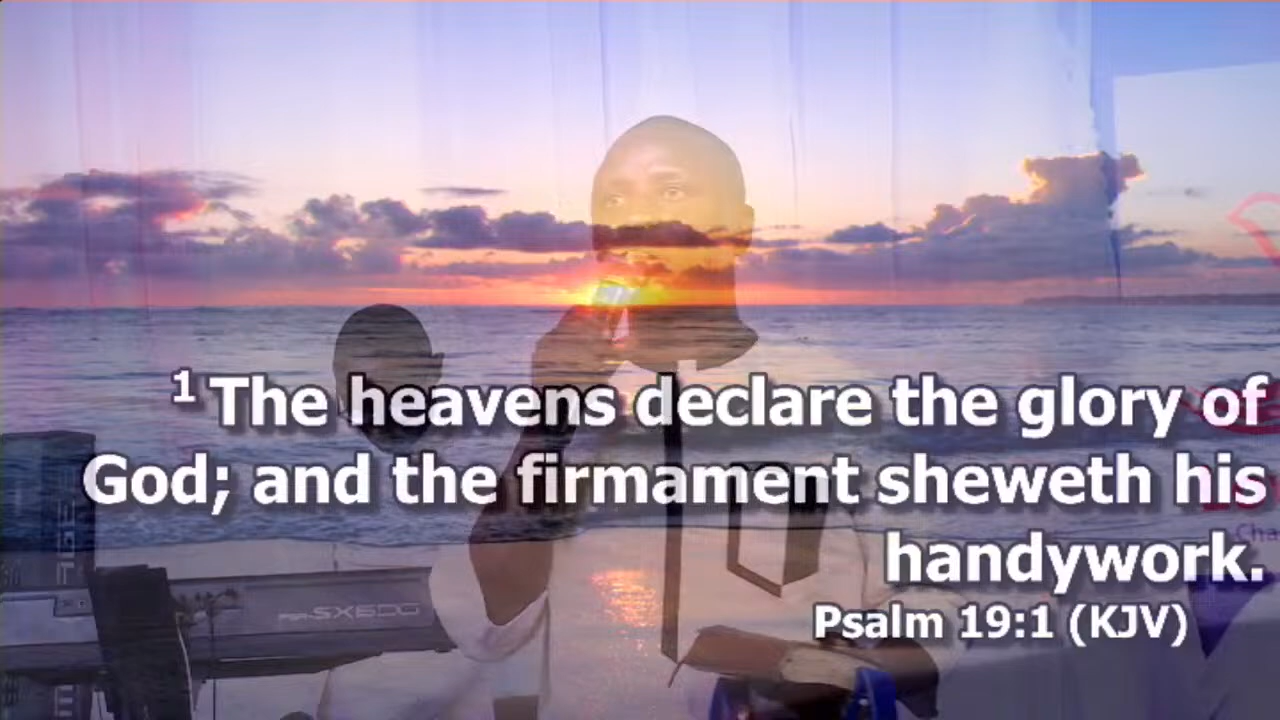 1 The heavens declare the glory of
God; and the firmament sheweth his
handywork.
Psalm 19:1 (KJV)
SX600